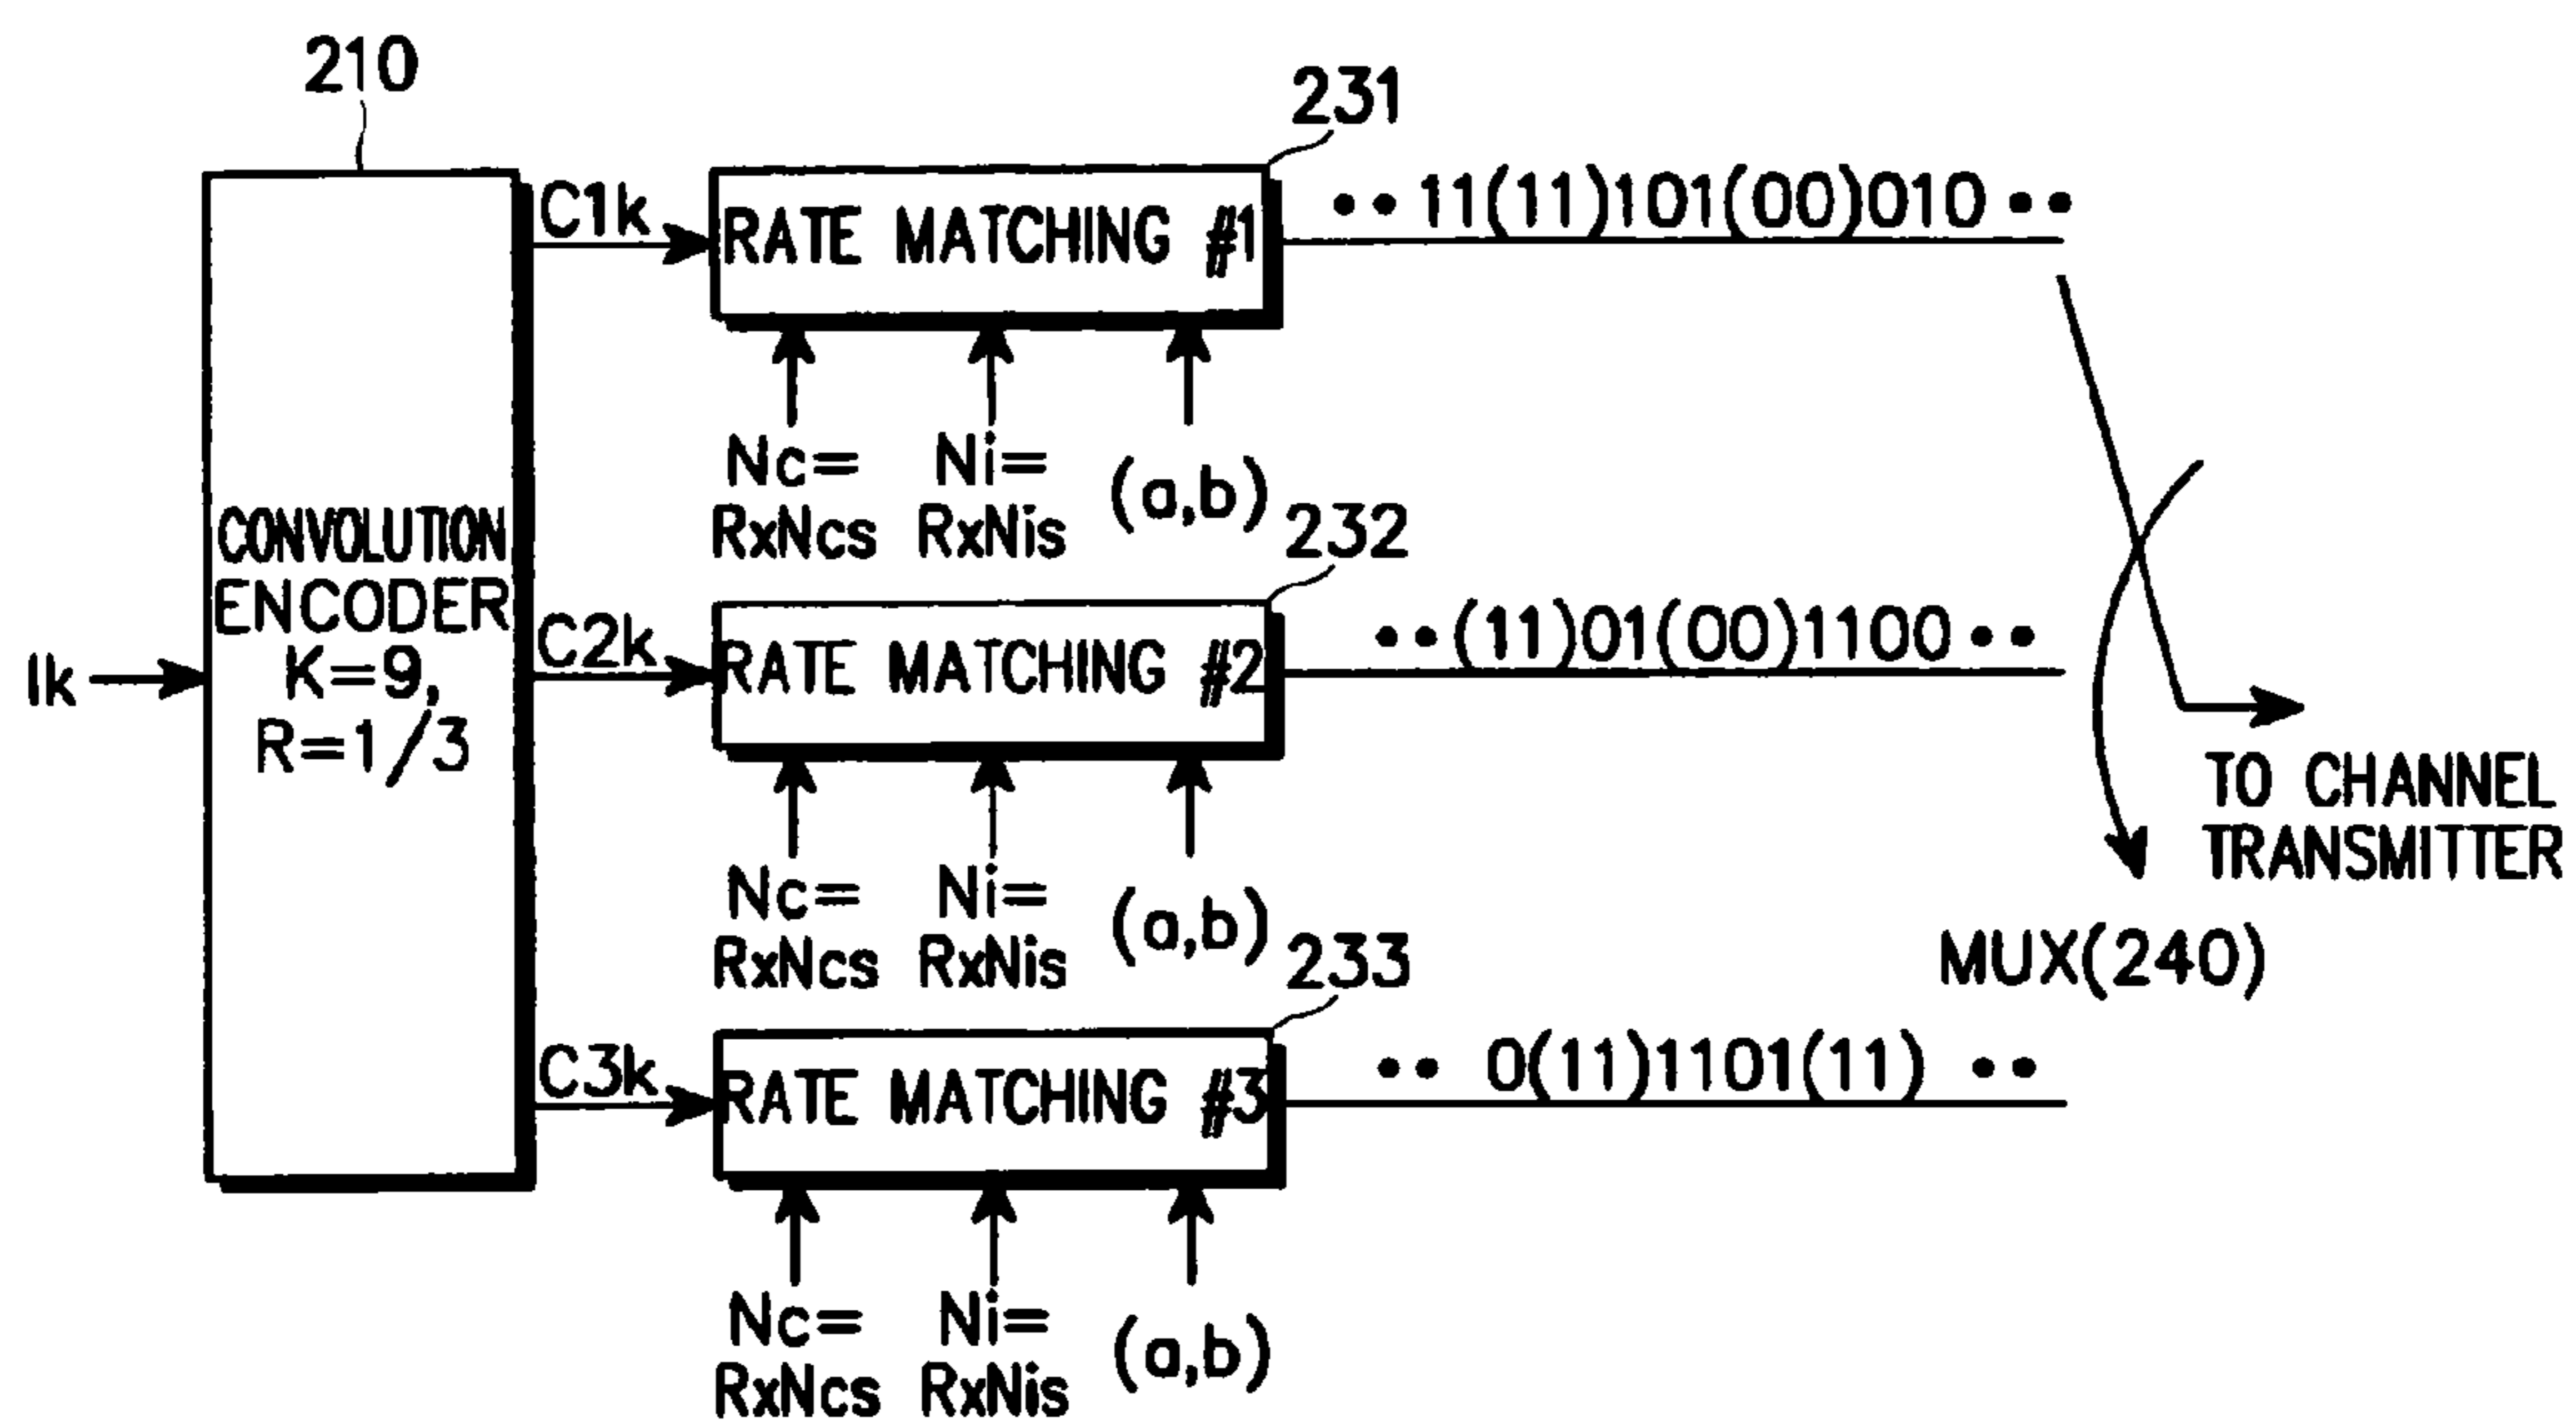 210
231
C1k
RATE MATCHING #1
•• 11(11)101(00)010 ••
Nc=
RxNcs
Ni=
RxNis
(a,b)
232
CONVOLUTION
ENCODER
K=9,
R=1/3
Ik
C2k
RATE MATCHING #2
•• (11)01(00)1100 ••
TO CHANNEL
TRANSMITTER
Nc=
RxNcs
Ni=
RxNis
(a,b)
233
MUX(240)
C3k
RATE MATCHING #3
•• 0(11)1101(11) ••
Nc=
RxNcs
Ni=
RxNis
(a,b)